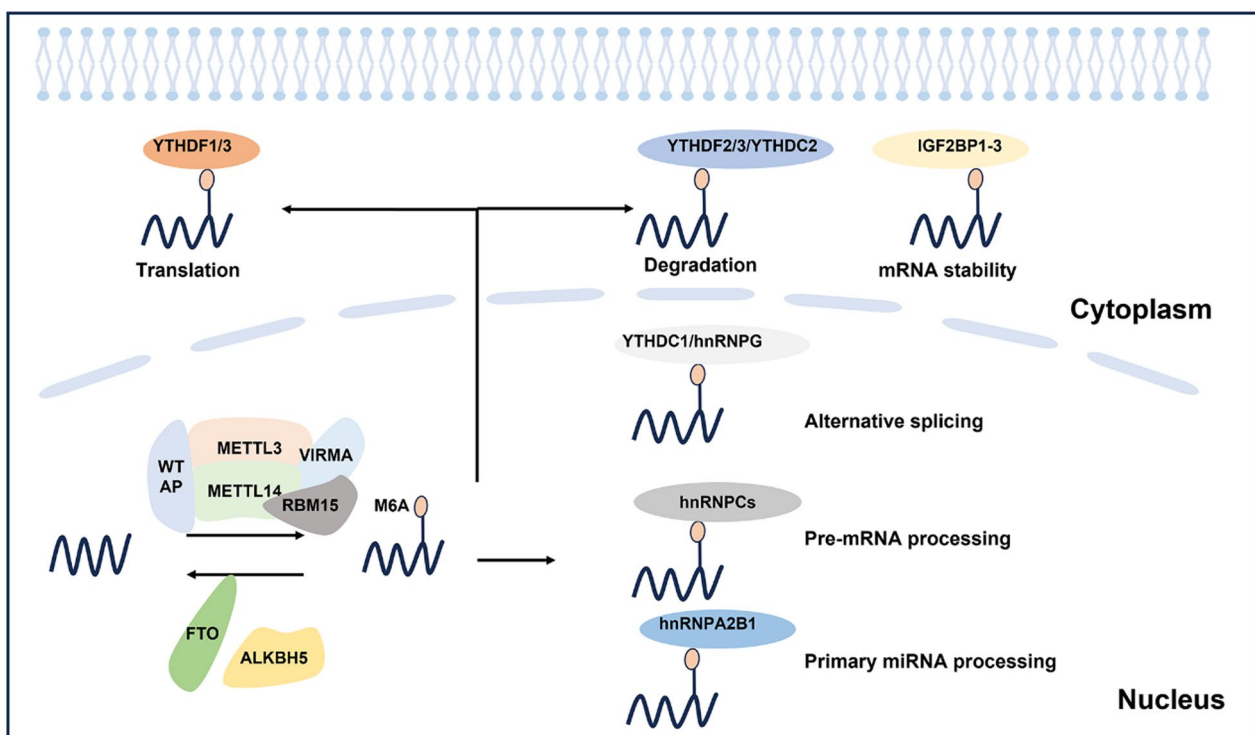 YTHDF1/3
YTHDF2/3/YTHDC2
IGF2BP1-3
Translation
Degradation
mRNA stability
Cytoplasm
YTHDC1/hnRNPG
Alternative splicing
WT
AP
METTL3
METTL14
VIRMA
RBM15
M6A
hnRNPCs
Pre-mRNA processing
FTO
ALKBH5
hnRNPA2B1
Primary miRNA processing
Nucleus